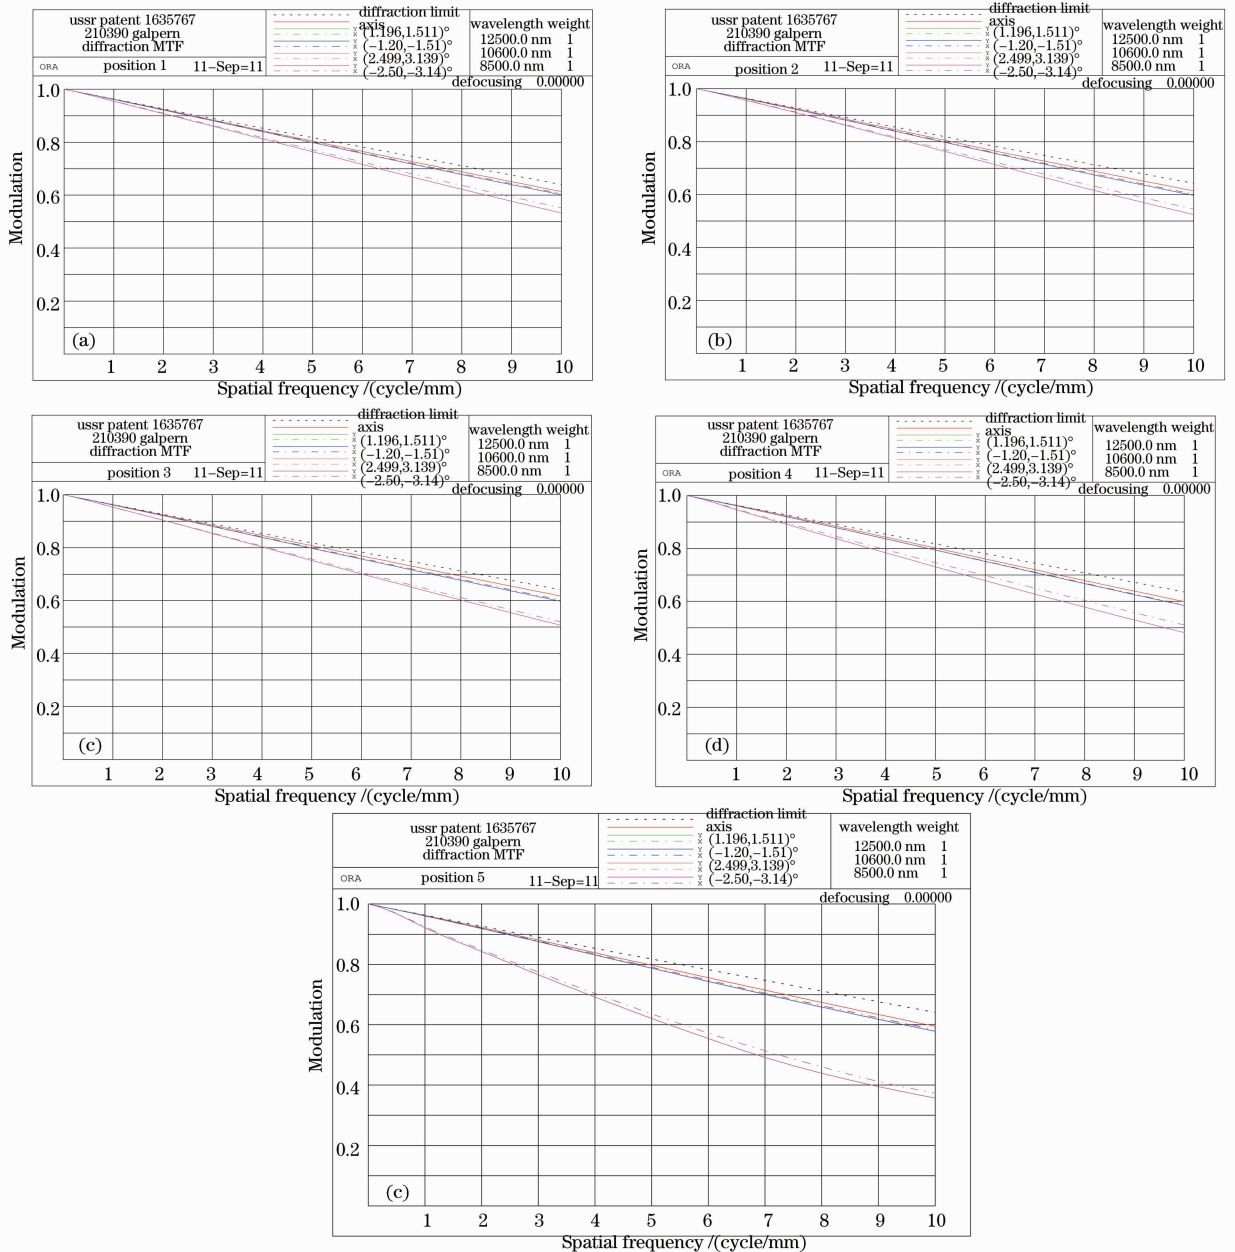 ussr patent 1635767
210390 galpern
diffraction MTF
ORA position 1 11-Sep=11
diffraction limit
axis
Y
X (1.196,1.511)°
Y
X (-1.20,-1.51)°
Y
X (2.499,3.139)°
Y
X (-2.50,-3.14)°
wavelength weight
12500.0 nm 1
10600.0 nm 1
8500.0 nm 1
defocusing 0.00000
1.0
0.8
0.6
0.4
0.2
Modulation
(a)
1 2 3 4 5 6 7 8 9 10
Spatial frequency /(cycle/mm)
ussr patent 1635767
210390 galpern
diffraction MTF
ORA position 2 11-Sep=11
diffraction limit
axis
Y
X (1.196,1.511)°
Y
X (-1.20,-1.51)°
Y
X (2.499,3.139)°
Y
X (-2.50,-3.14)°
wavelength weight
12500.0 nm 1
10600.0 nm 1
8500.0 nm 1
defocusing 0.00000
1.0
0.8
0.6
0.4
0.2
Modulation
(b)
1 2 3 4 5 6 7 8 9 10
Spatial frequency /(cycle/mm)
ussr patent 1635767
210390 galpern
diffraction MTF
position 3 11-Sep=11
diffraction limit
axis
Y
X (1.196,1.511)°
Y
X (-1.20,-1.51)°
Y
X (2.499,3.139)°
Y
X (-2.50,-3.14)°
wavelength weight
12500.0 nm 1
10600.0 nm 1
8500.0 nm 1
defocusing 0.00000
1.0
0.8
0.6
0.4
0.2
Modulation
(c)
1 2 3 4 5 6 7 8 9 10
Spatial frequency /(cycle/mm)
ussr patent 1635767
210390 galpern
diffraction MTF
ORA position 4 11-Sep=11
diffraction limit
axis
Y
X (1.196,1.511)°
Y
X (-1.20,-1.51)°
Y
X (2.499,3.139)°
Y
X (-2.50,-3.14)°
wavelength weight
12500.0 nm 1
10600.0 nm 1
8500.0 nm 1
defocusing 0.00000
1.0
0.8
0.6
0.4
0.2
Modulation
(d)
1 2 3 4 5 6 7 8 9 10
Spatial frequency /(cycle/mm)
ussr patent 1635767
210390 galpern
diffraction MTF
ORA position 5 11-Sep=11
diffraction limit
axis
Y
X (1.196,1.511)°
Y
X (-1.20,-1.51)°
Y
X (2.499,3.139)°
Y
X (-2.50,-3.14)°
wavelength weight
12500.0 nm 1
10600.0 nm 1
8500.0 nm 1
defocusing 0.00000
1.0
0.8
0.6
0.4
0.2
Modulation
(c)
1 2 3 4 5 6 7 8 9 10
Spatial frequency /(cycle/mm)